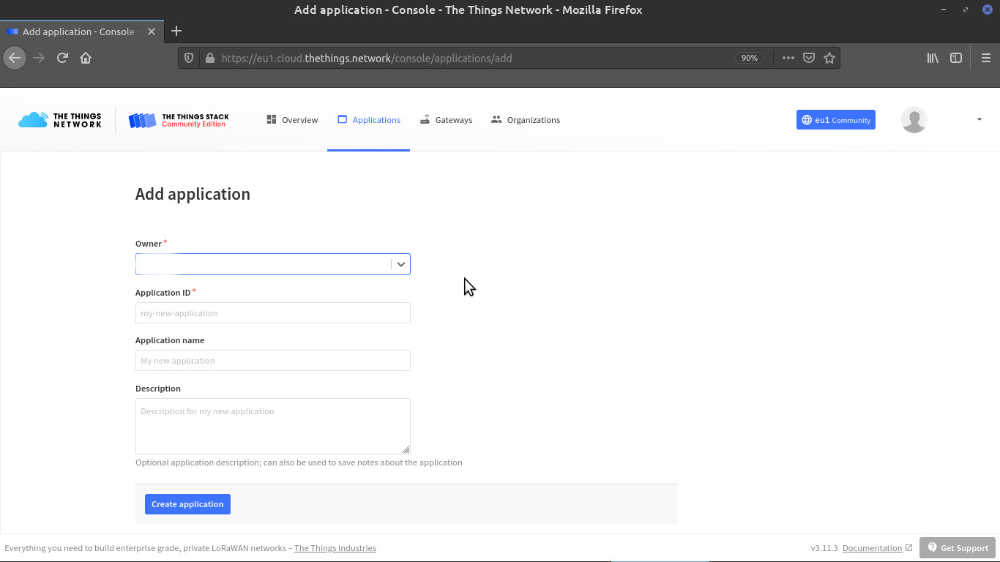 Add application - Console - The Things Network - Mozilla Firefox
Add application - Console -
https://eu1.cloud.thethings.network/console/applications/add
90%
THE THINGS NETWORK
THE THINGS STACK
Community Edition
Overview
Applications
Gateways
Organizations
eu1 Community
Add application
Owner *
Application ID *
my-new-application
Application name
My new application
Description
Description for my new application
Optional application description; can also be used to save notes about the application
Create application
Everything you need to build enterprise grade, private LoRaWAN networks – The Things Industries
v3.11.3 Documentation
Get Support